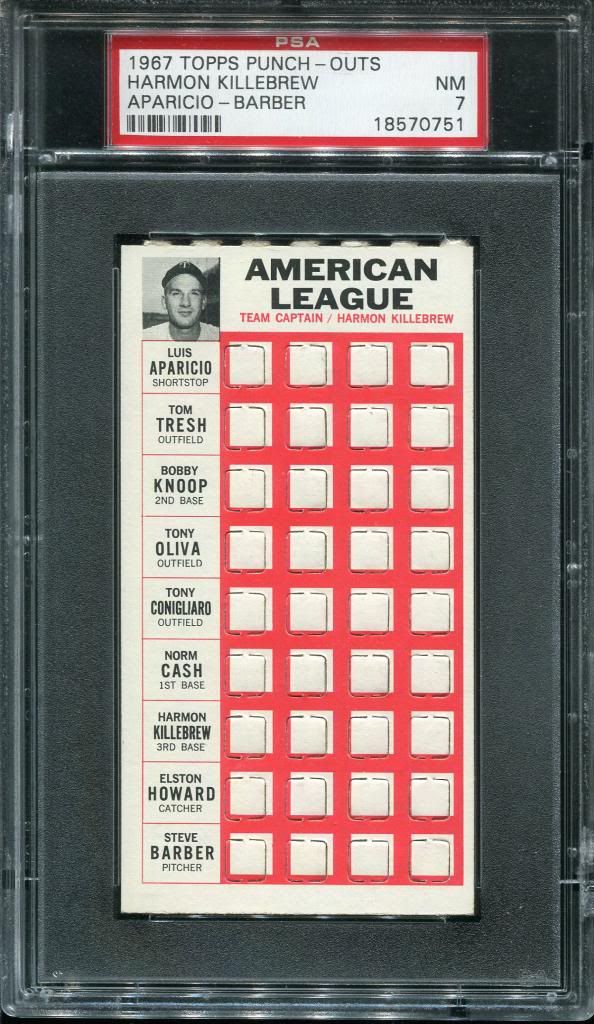 PSA
1967 TOPPS PUNCH-OUTS
HARMON KILLEBREW NM
APARICIO-BARBER 7
18570751
AMERICAN
LEAGUE
TEAM CAPTAIN / HARMON KILLEBREW
LUIS
APARICIO
SHORTSTOP
TOM
TRESH
OUTFIELD
BOBBY
KNOOP
2ND BASE
TONY
OLIVA
OUTFIELD
TONY
CONIGLIARO
OUTFIELD
NORM
CASH
1ST BASE
HARMON
KILLEBREW
3RD BASE
ELSTON
HOWARD
CATCHER
STEVE
BARBER
PITCHER